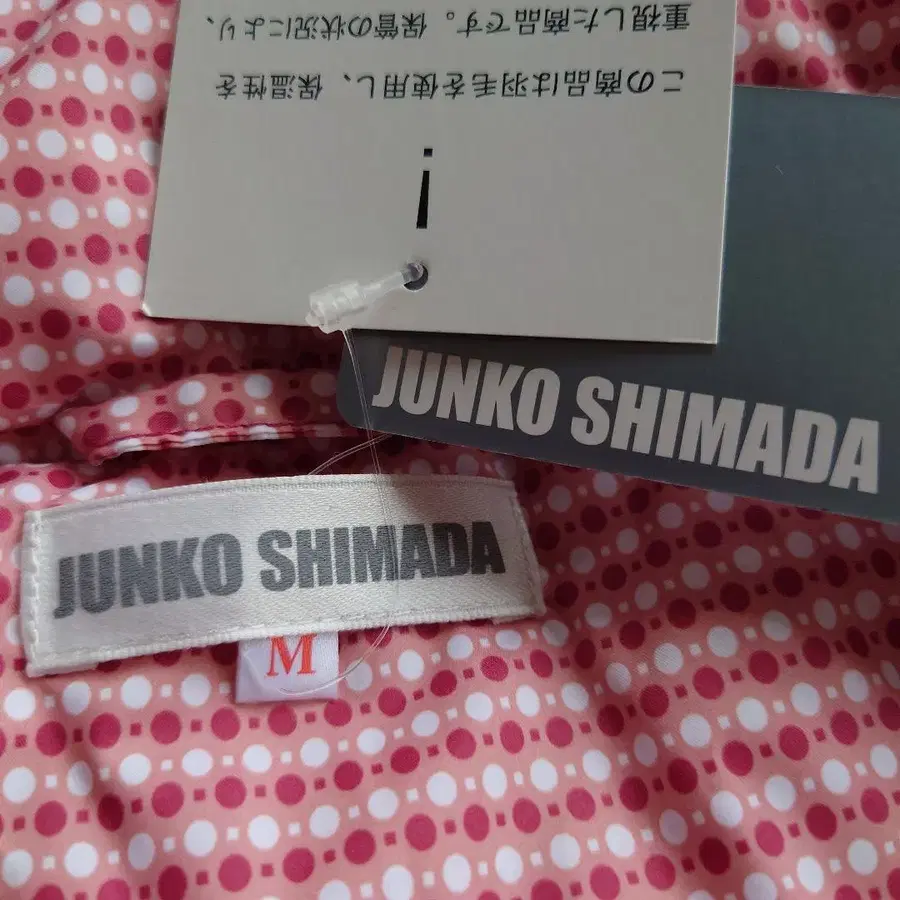 この商品は羽毛を使用し、保温性を
重視した商品です。保管の状況により、
!
JUNKO SHIMADA
JUNKO SHIMADA
M